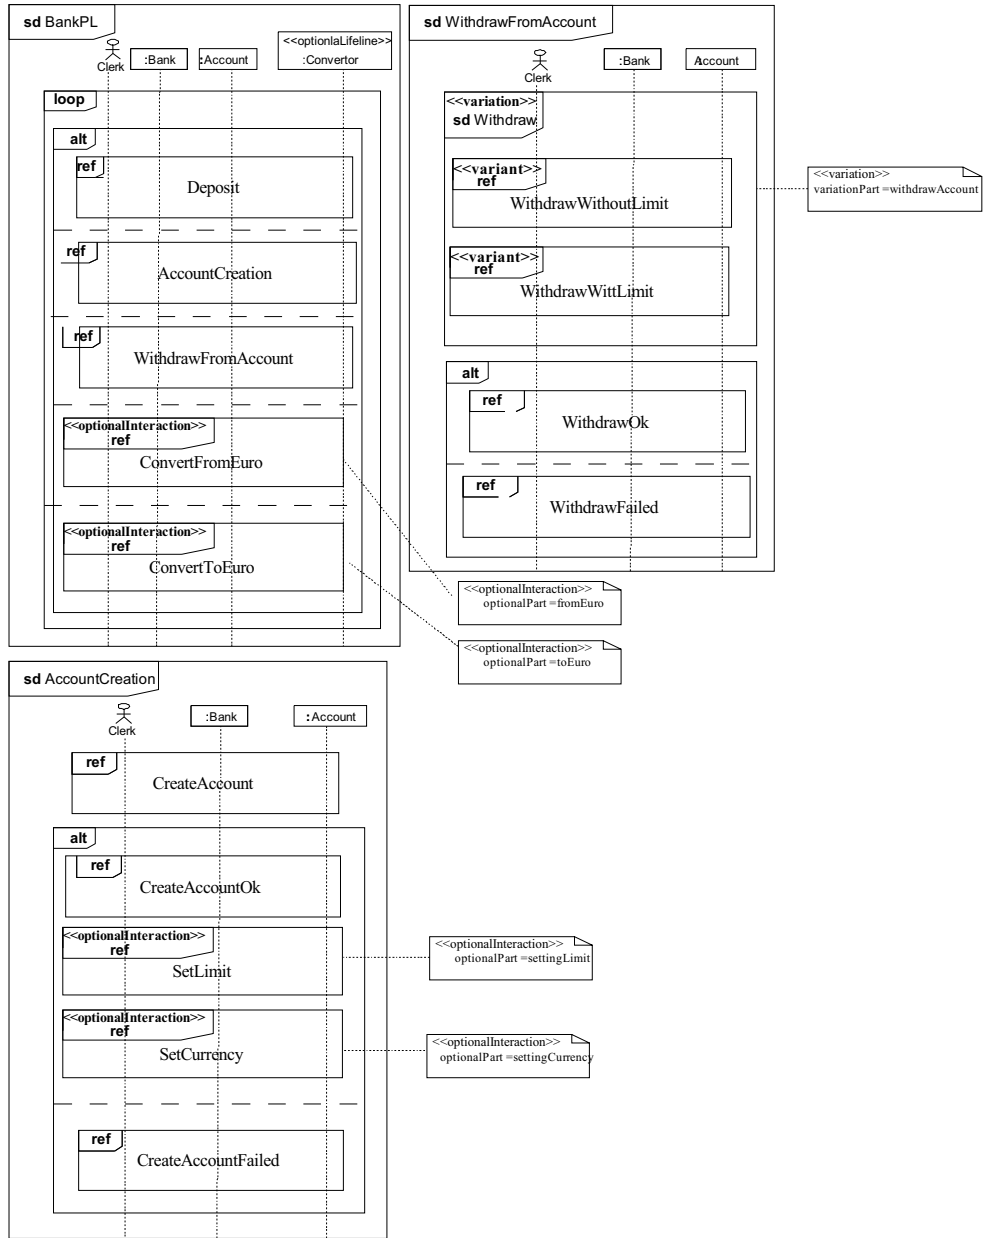 sd BankPL
<<optionlaLifeline>>
Clerk
:Bank
:Account
:Convertor
loop
alt
ref
Deposit
ref
AccountCreation
ref
WithdrawFromAccount
<<optionalInteraction>>
ref
ConvertFromEuro
<<optionalInteraction>>
ref
ConvertToEuro
<<optionalInteraction>>
optionalPart =fromEuro
<<optionalInteraction>>
optionalPart =toEuro
sd WithdrawFromAccount
Clerk
:Bank
:Account
<<variation>>
sd Withdraw
<<variant>>
ref
WithdrawWithoutLimit
<<variant>>
ref
WithdrawWittLimit
<<variation>>
variationPart =withdrawAccount
alt
ref
WithdrawOk
ref
WithdrawFailed
sd AccountCreation
Clerk
:Bank
:Account
ref
CreateAccount
alt
ref
CreateAccountOk
<<optionalInteraction>>
ref
SetLimit
<<optionalInteraction>>
optionalPart =settingLimit
<<optionalInteraction>>
ref
SetCurrency
<<optionalInteraction>>
optionalPart =settingCurrency
ref
CreateAccountFailed